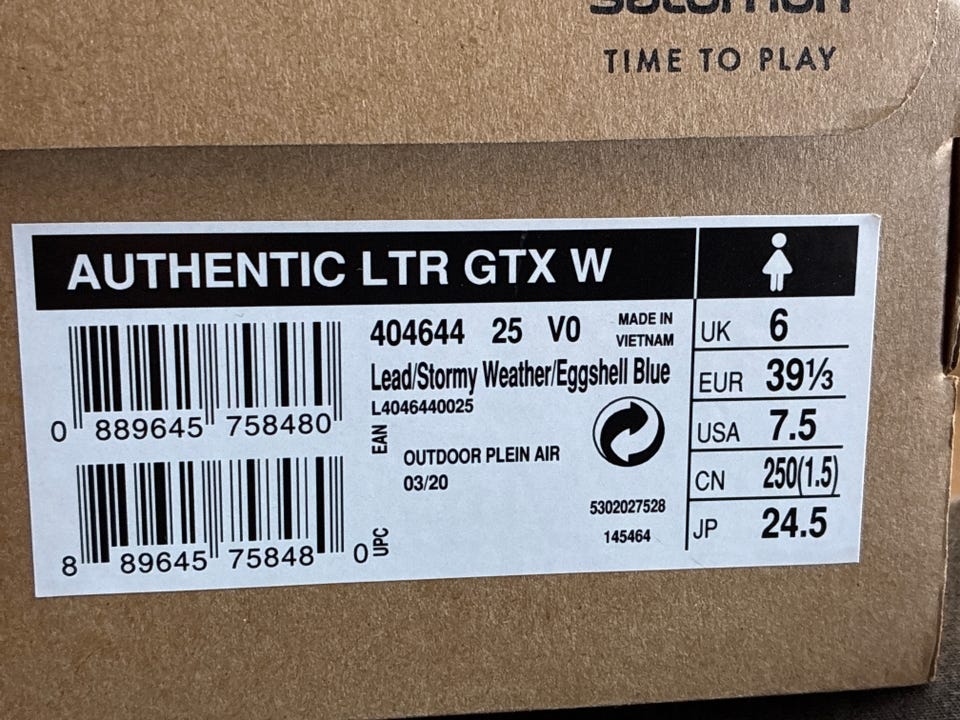 salomon
TIME TO PLAY
AUTHENTIC LTR GTX W
404644 25 V0
MADE IN
VIETNAM
Lead/Stormy Weather/Eggshell Blue
L4046440025
0 889645 758480
EAN
OUTDOOR PLEIN AIR
03/20
5302027528
145464
8 89645 75848 0
UPC
UK 6
EUR 39⅓
USA 7.5
CN 250(1.5)
JP 24.5